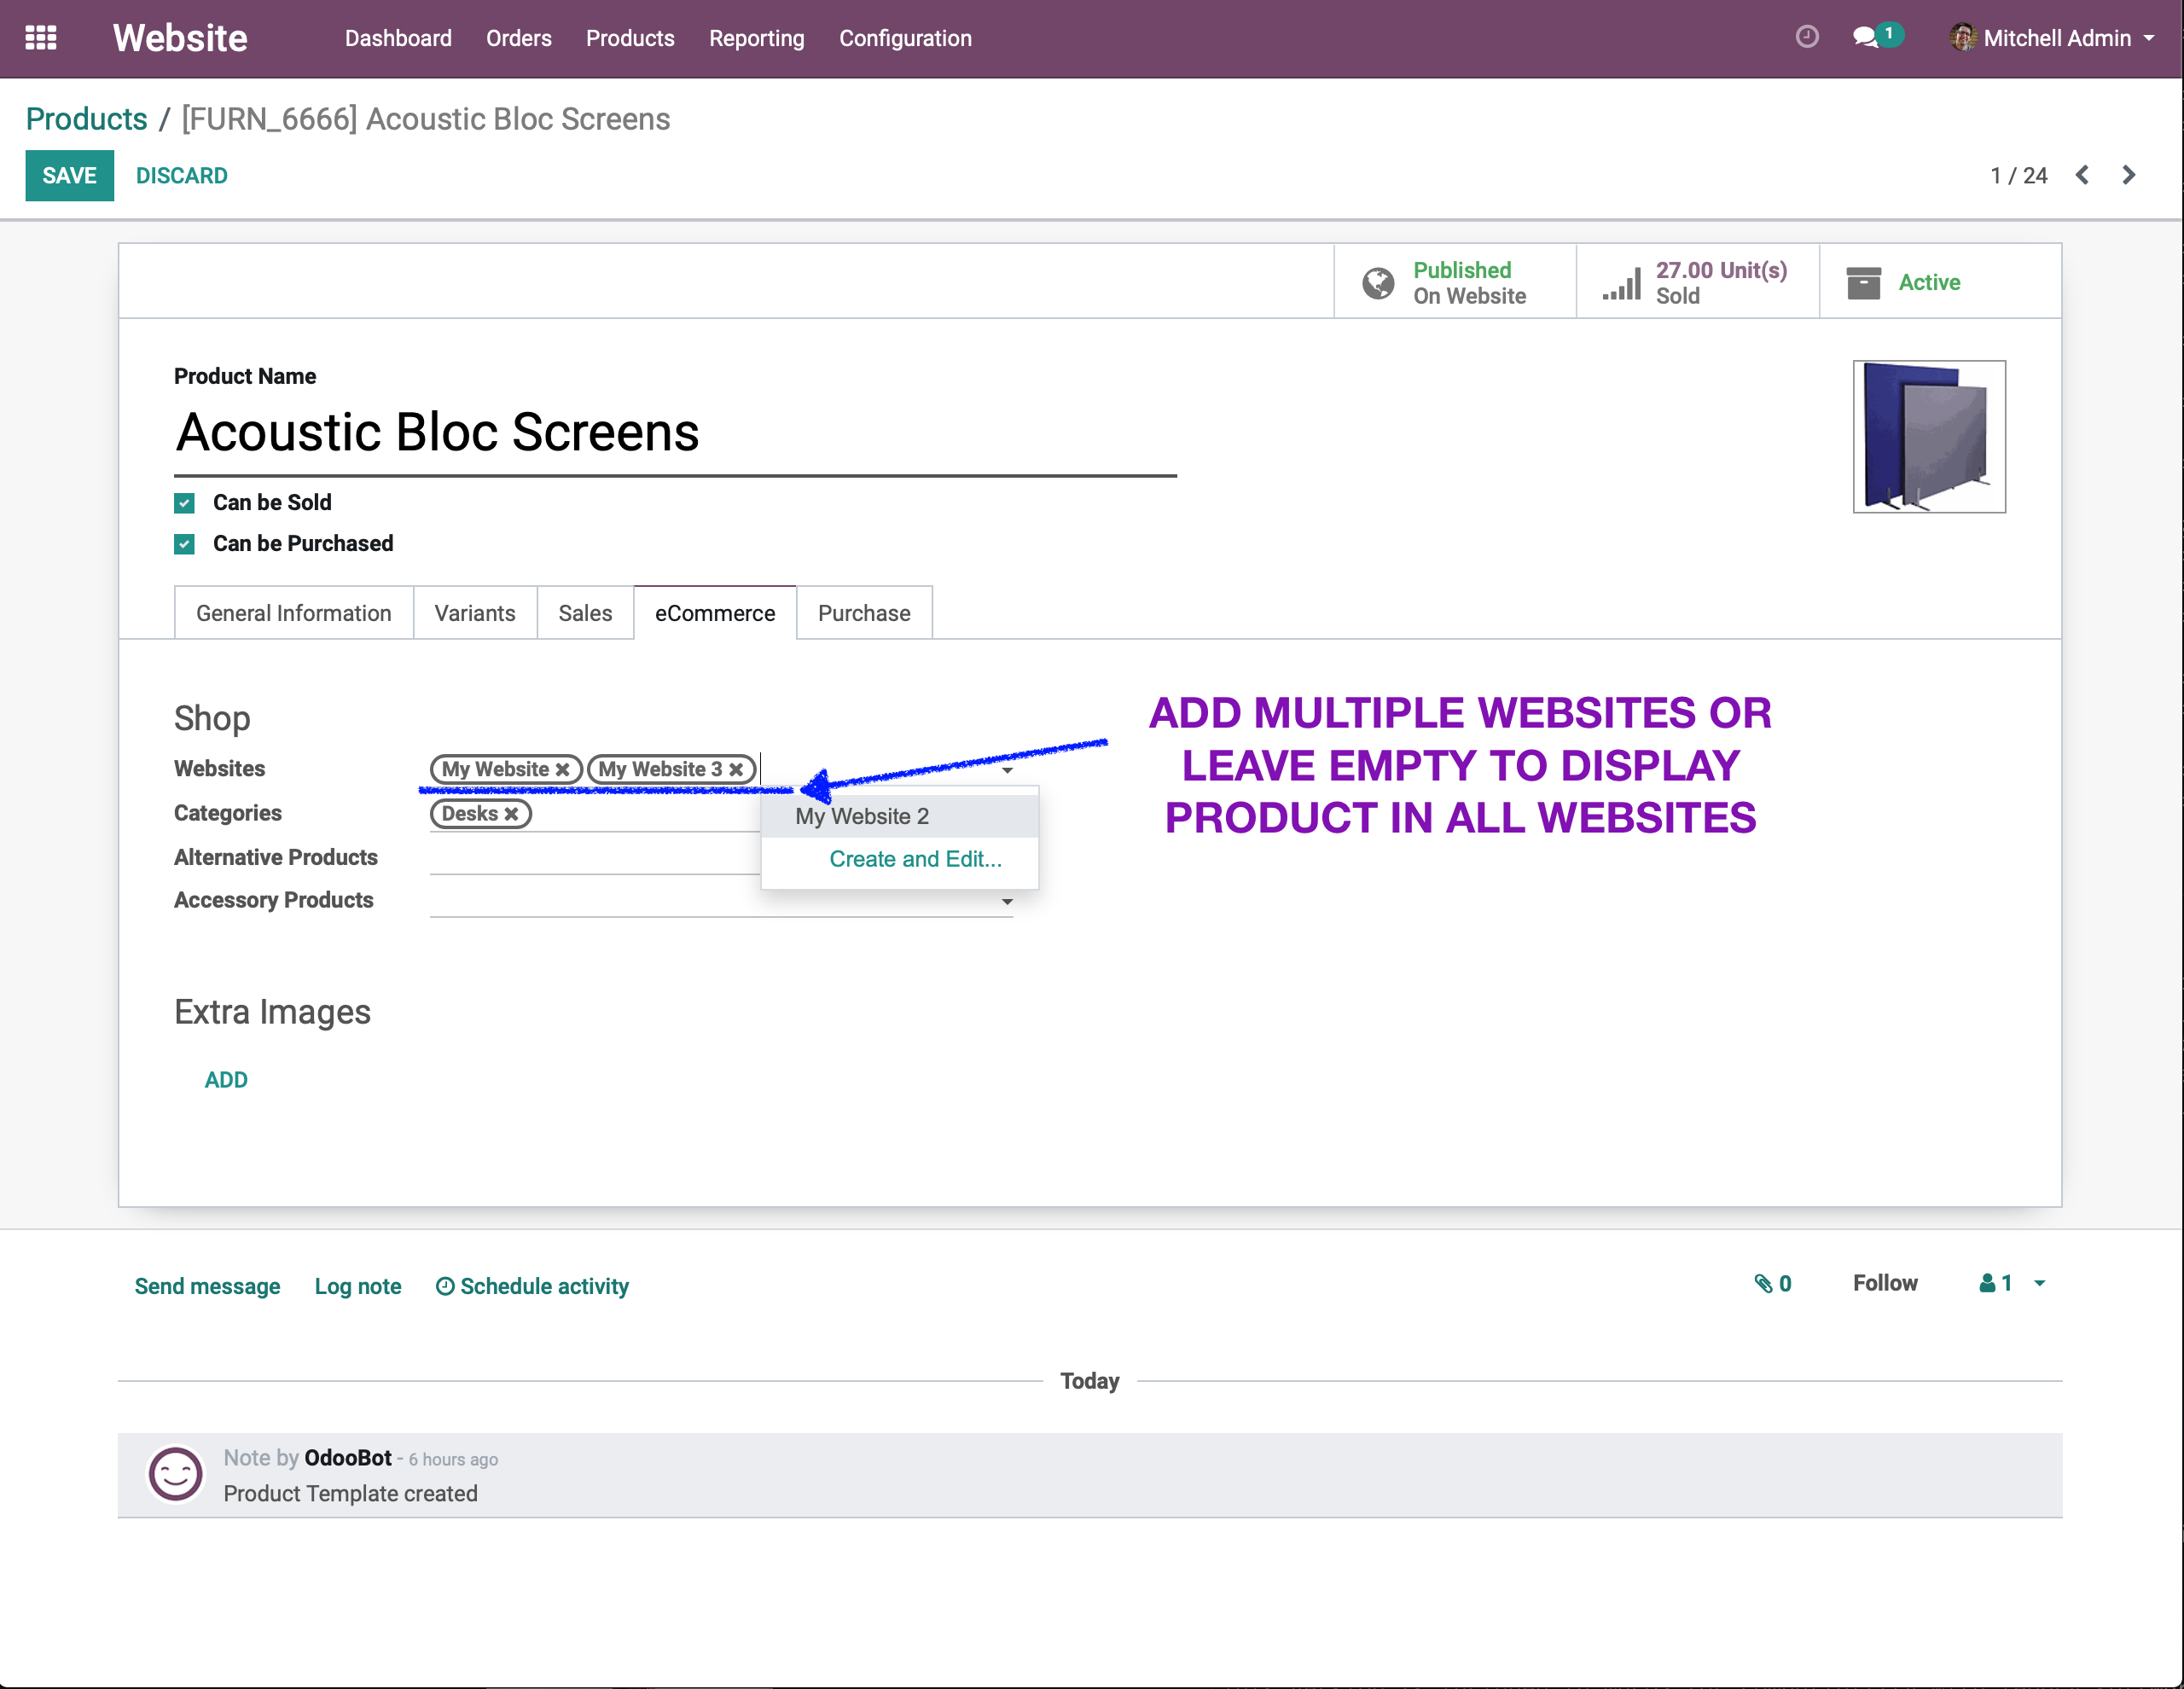 Website Dashboard Orders Products Reporting Configuration 1 Mitchell Admin
Products / [FURN_6666] Acoustic Bloc Screens
SAVE DISCARD 1 / 24
Published
On Website
27.00 Unit(s)
Sold
Active
Product Name
Acoustic Bloc Screens
Can be Sold
Can be Purchased
General Information Variants Sales eCommerce Purchase
Shop
Websites My Website My Website 3
Categories Desks
My Website 2
Create and Edit...
Alternative Products
Accessory Products
ADD MULTIPLE WEBSITES OR
LEAVE EMPTY TO DISPLAY
PRODUCT IN ALL WEBSITES
Extra Images
ADD
Send message Log note Schedule activity 0 Follow 1
Today
Note by OdooBot - 6 hours ago
Product Template created